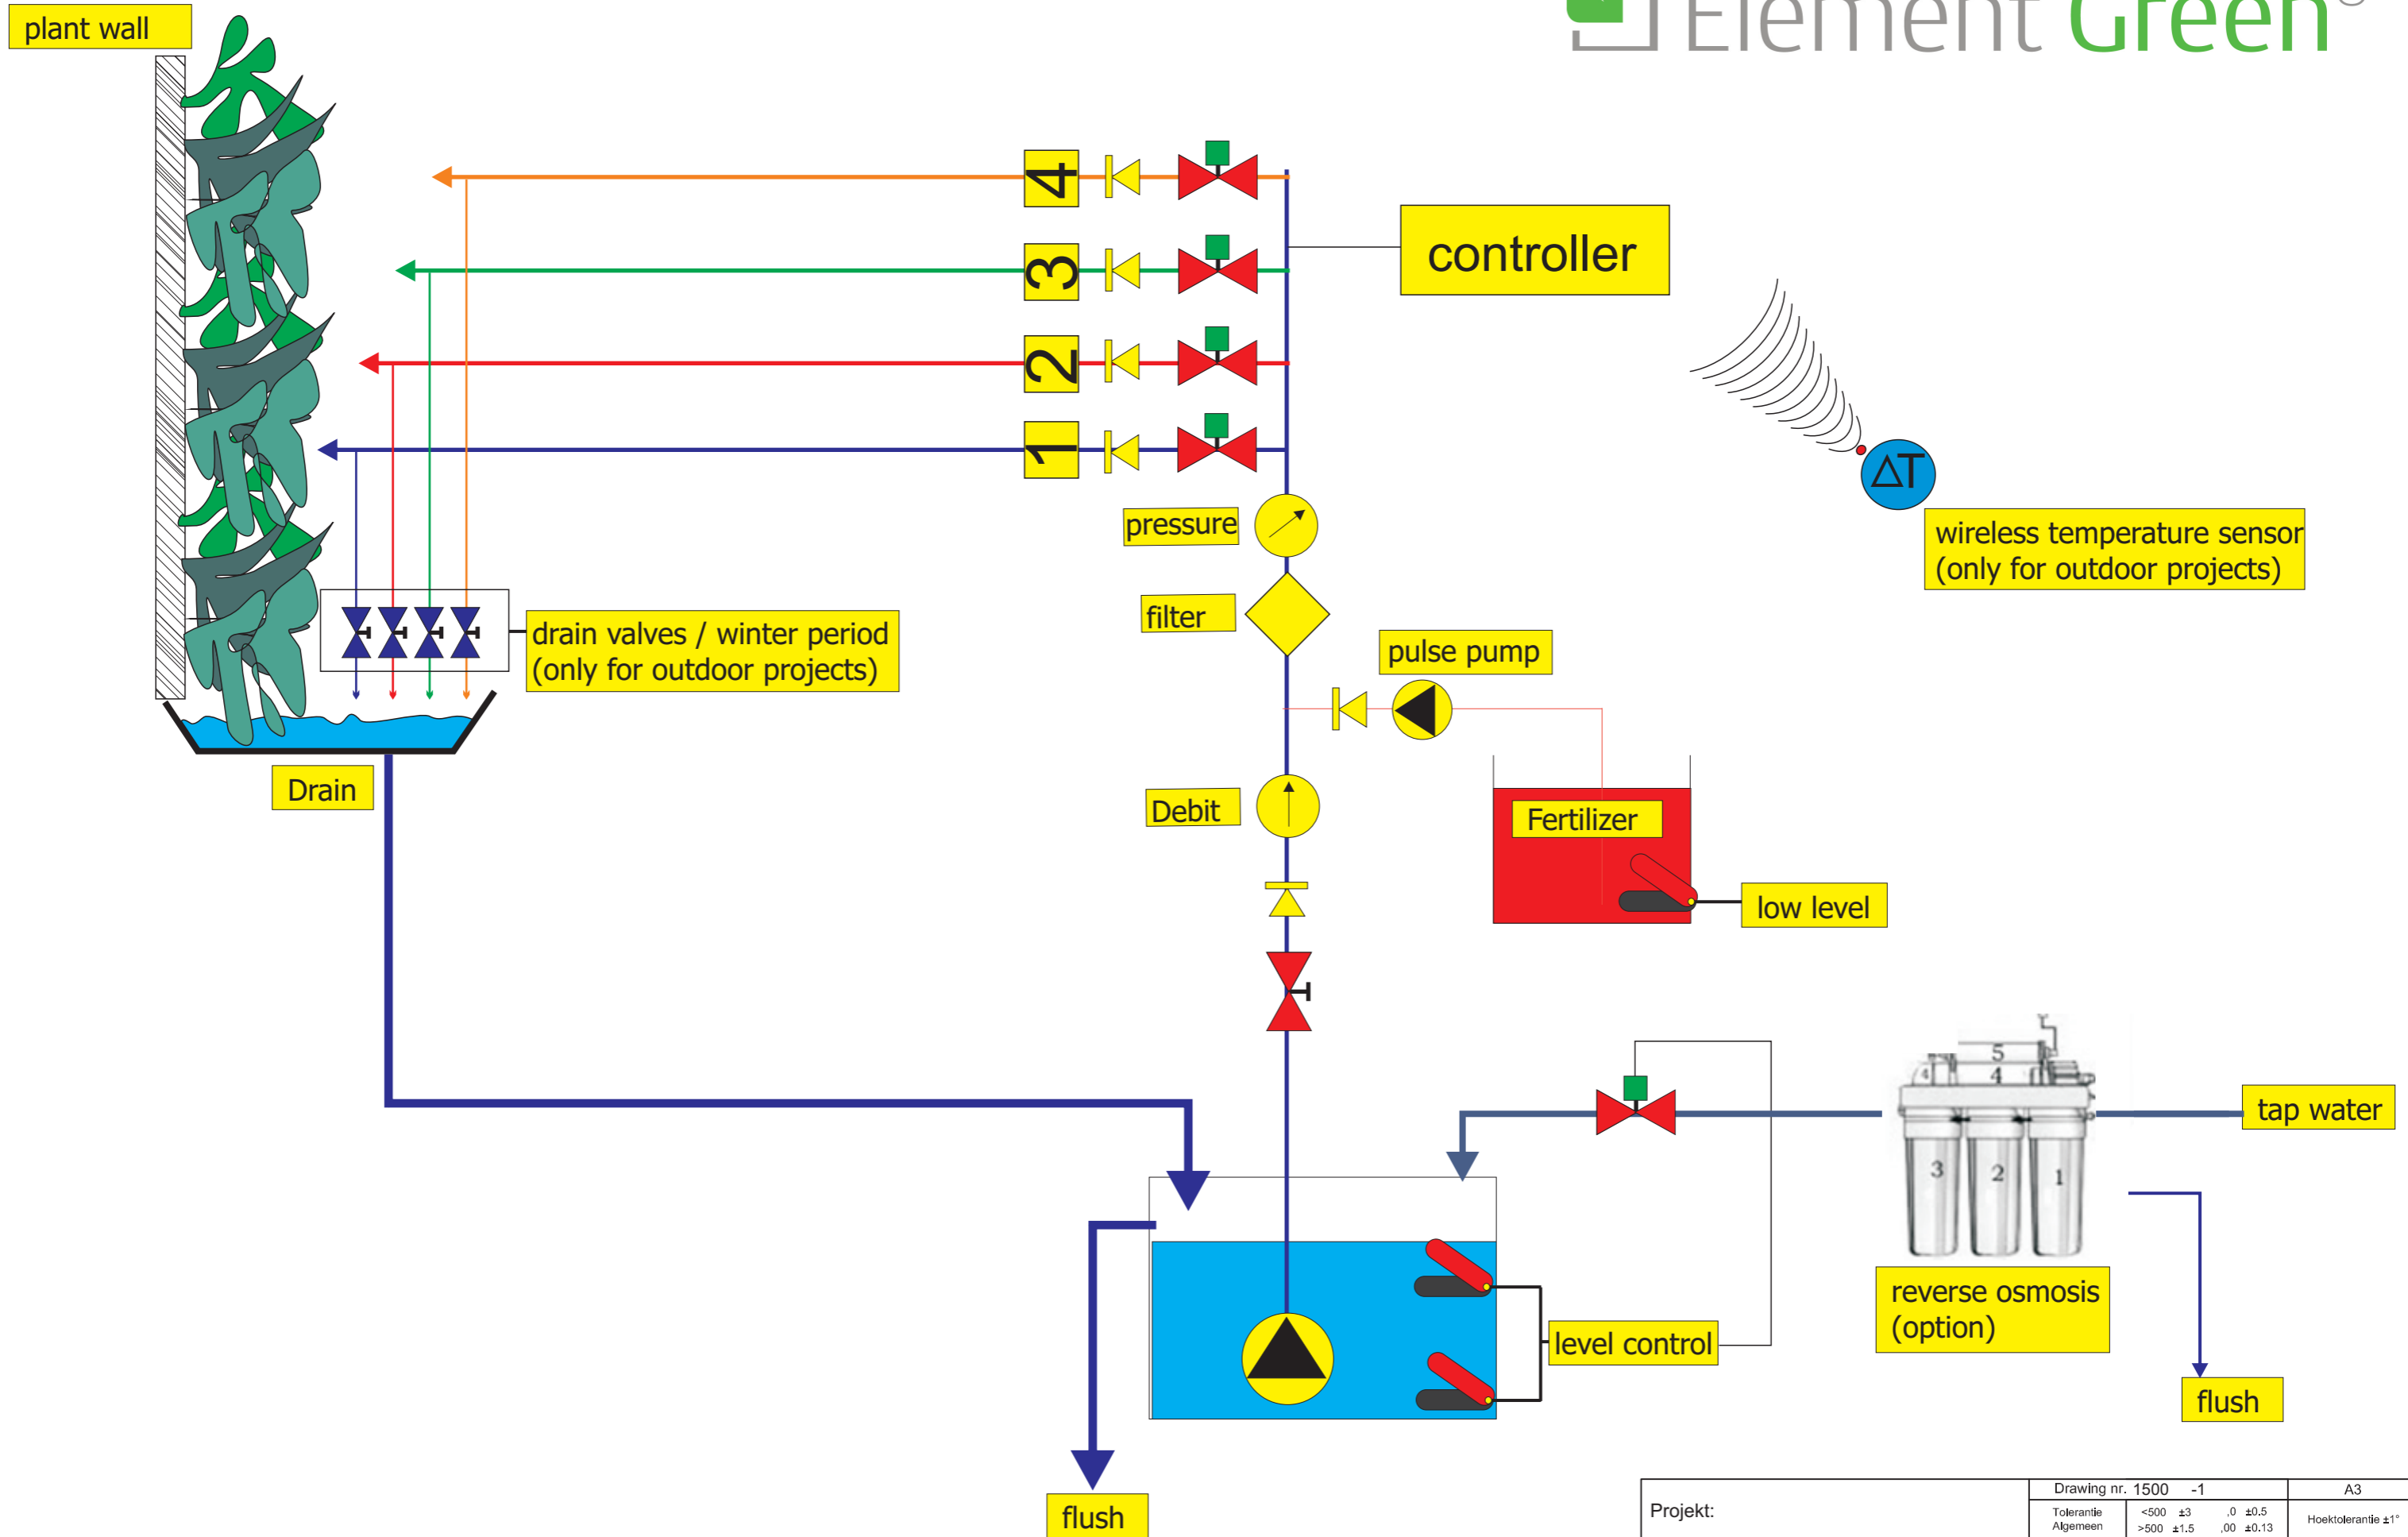 plant wall
Element Green
4
controller
3
2
1
ΔT
pressure
wireless temperature sensor
(only for outdoor projects)
filter
drain valves / winter period
(only for outdoor projects)
pulse pump
Drain
Debit
Fertilizer
low level
5
4
4
tap water
3
2
1
reverse osmosis
(option)
level control
flush
flush
Projekt:
Drawing nr. 1500 -1
A3
Tolerantie
Algemeen
<500 ±3 ,0 ±0.5
>500 ±1.5 ,00 ±0.13
Hoektolerantie ±1°